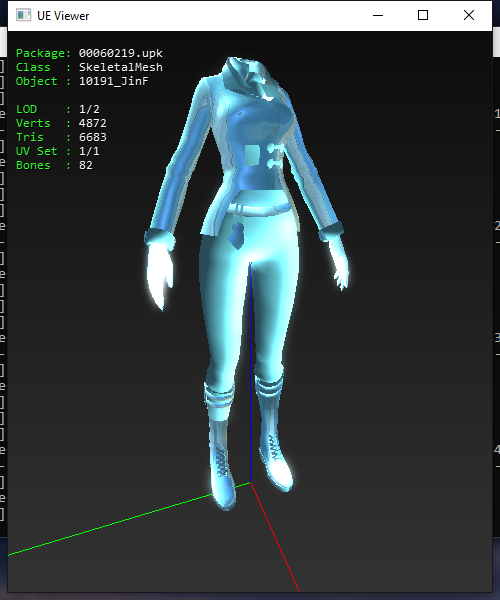 UE Viewer
Package: 00060219.upk
Class : SkeletalMesh
Object : 10191_JinF
LOD : 1/2
Verts : 4872
Tris : 6683
UV Set : 1/1
Bones : 82